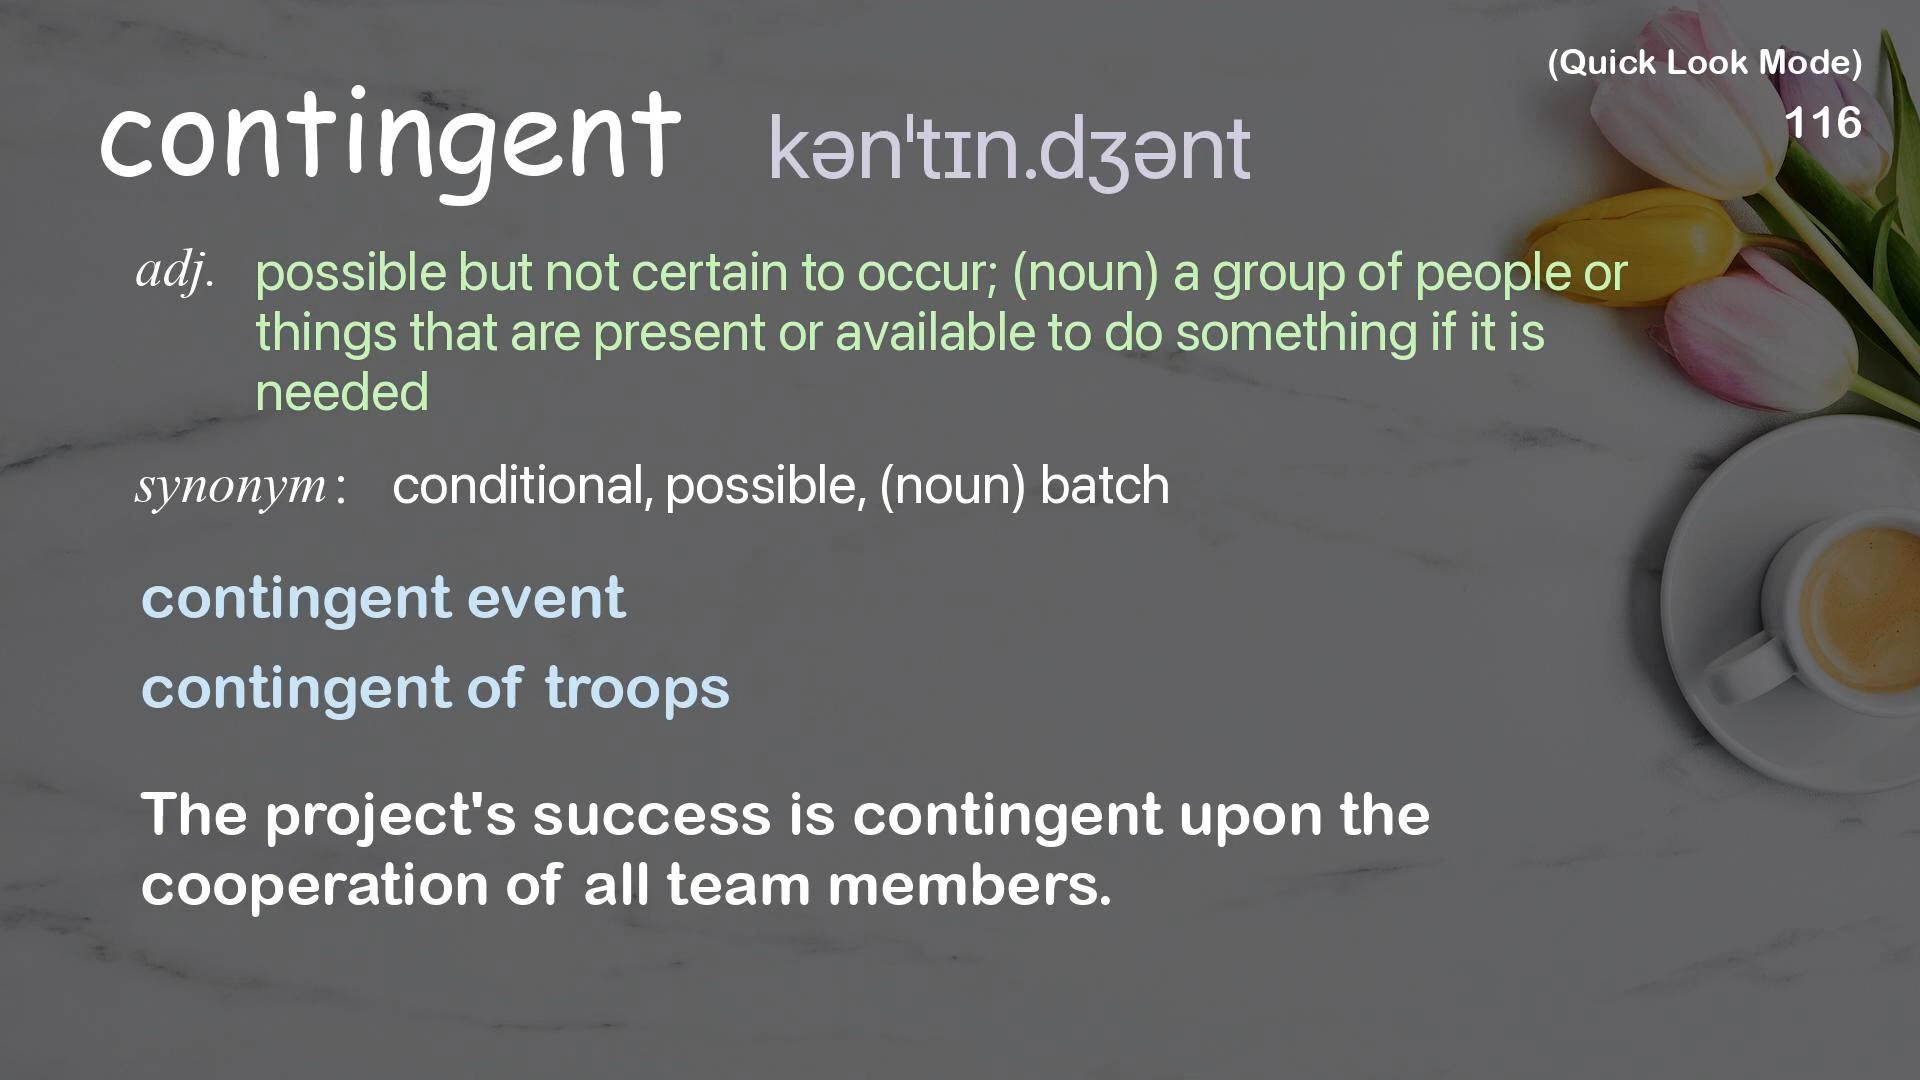 (Quick Look Mode)
116
contingent kən'tɪn.dʒənt
adj. possible but not certain to occur; (noun) a group of people or
things that are present or available to do something if it is
needed
synonym: conditional, possible, (noun) batch
contingent event
contingent of troops
The project's success is contingent upon the
cooperation of all team members.